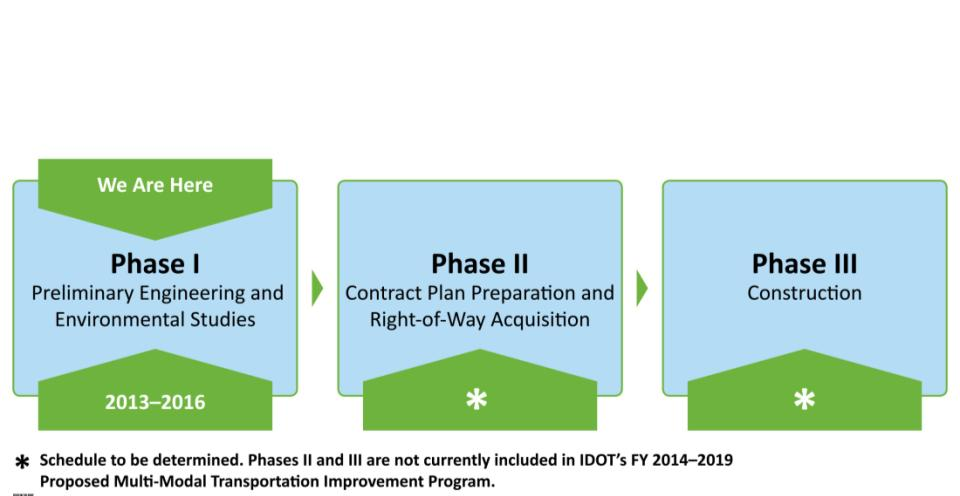 We Are Here
Phase I
Preliminary Engineering and
Environmental Studies
2013–2016
Phase II
Contract Plan Preparation and
Right-of-Way Acquisition
*
Phase III
Construction
*
* Schedule to be determined. Phases II and III are not currently included in IDOT’s FY 2014–2019
Proposed Multi-Modal Transportation Improvement Program.